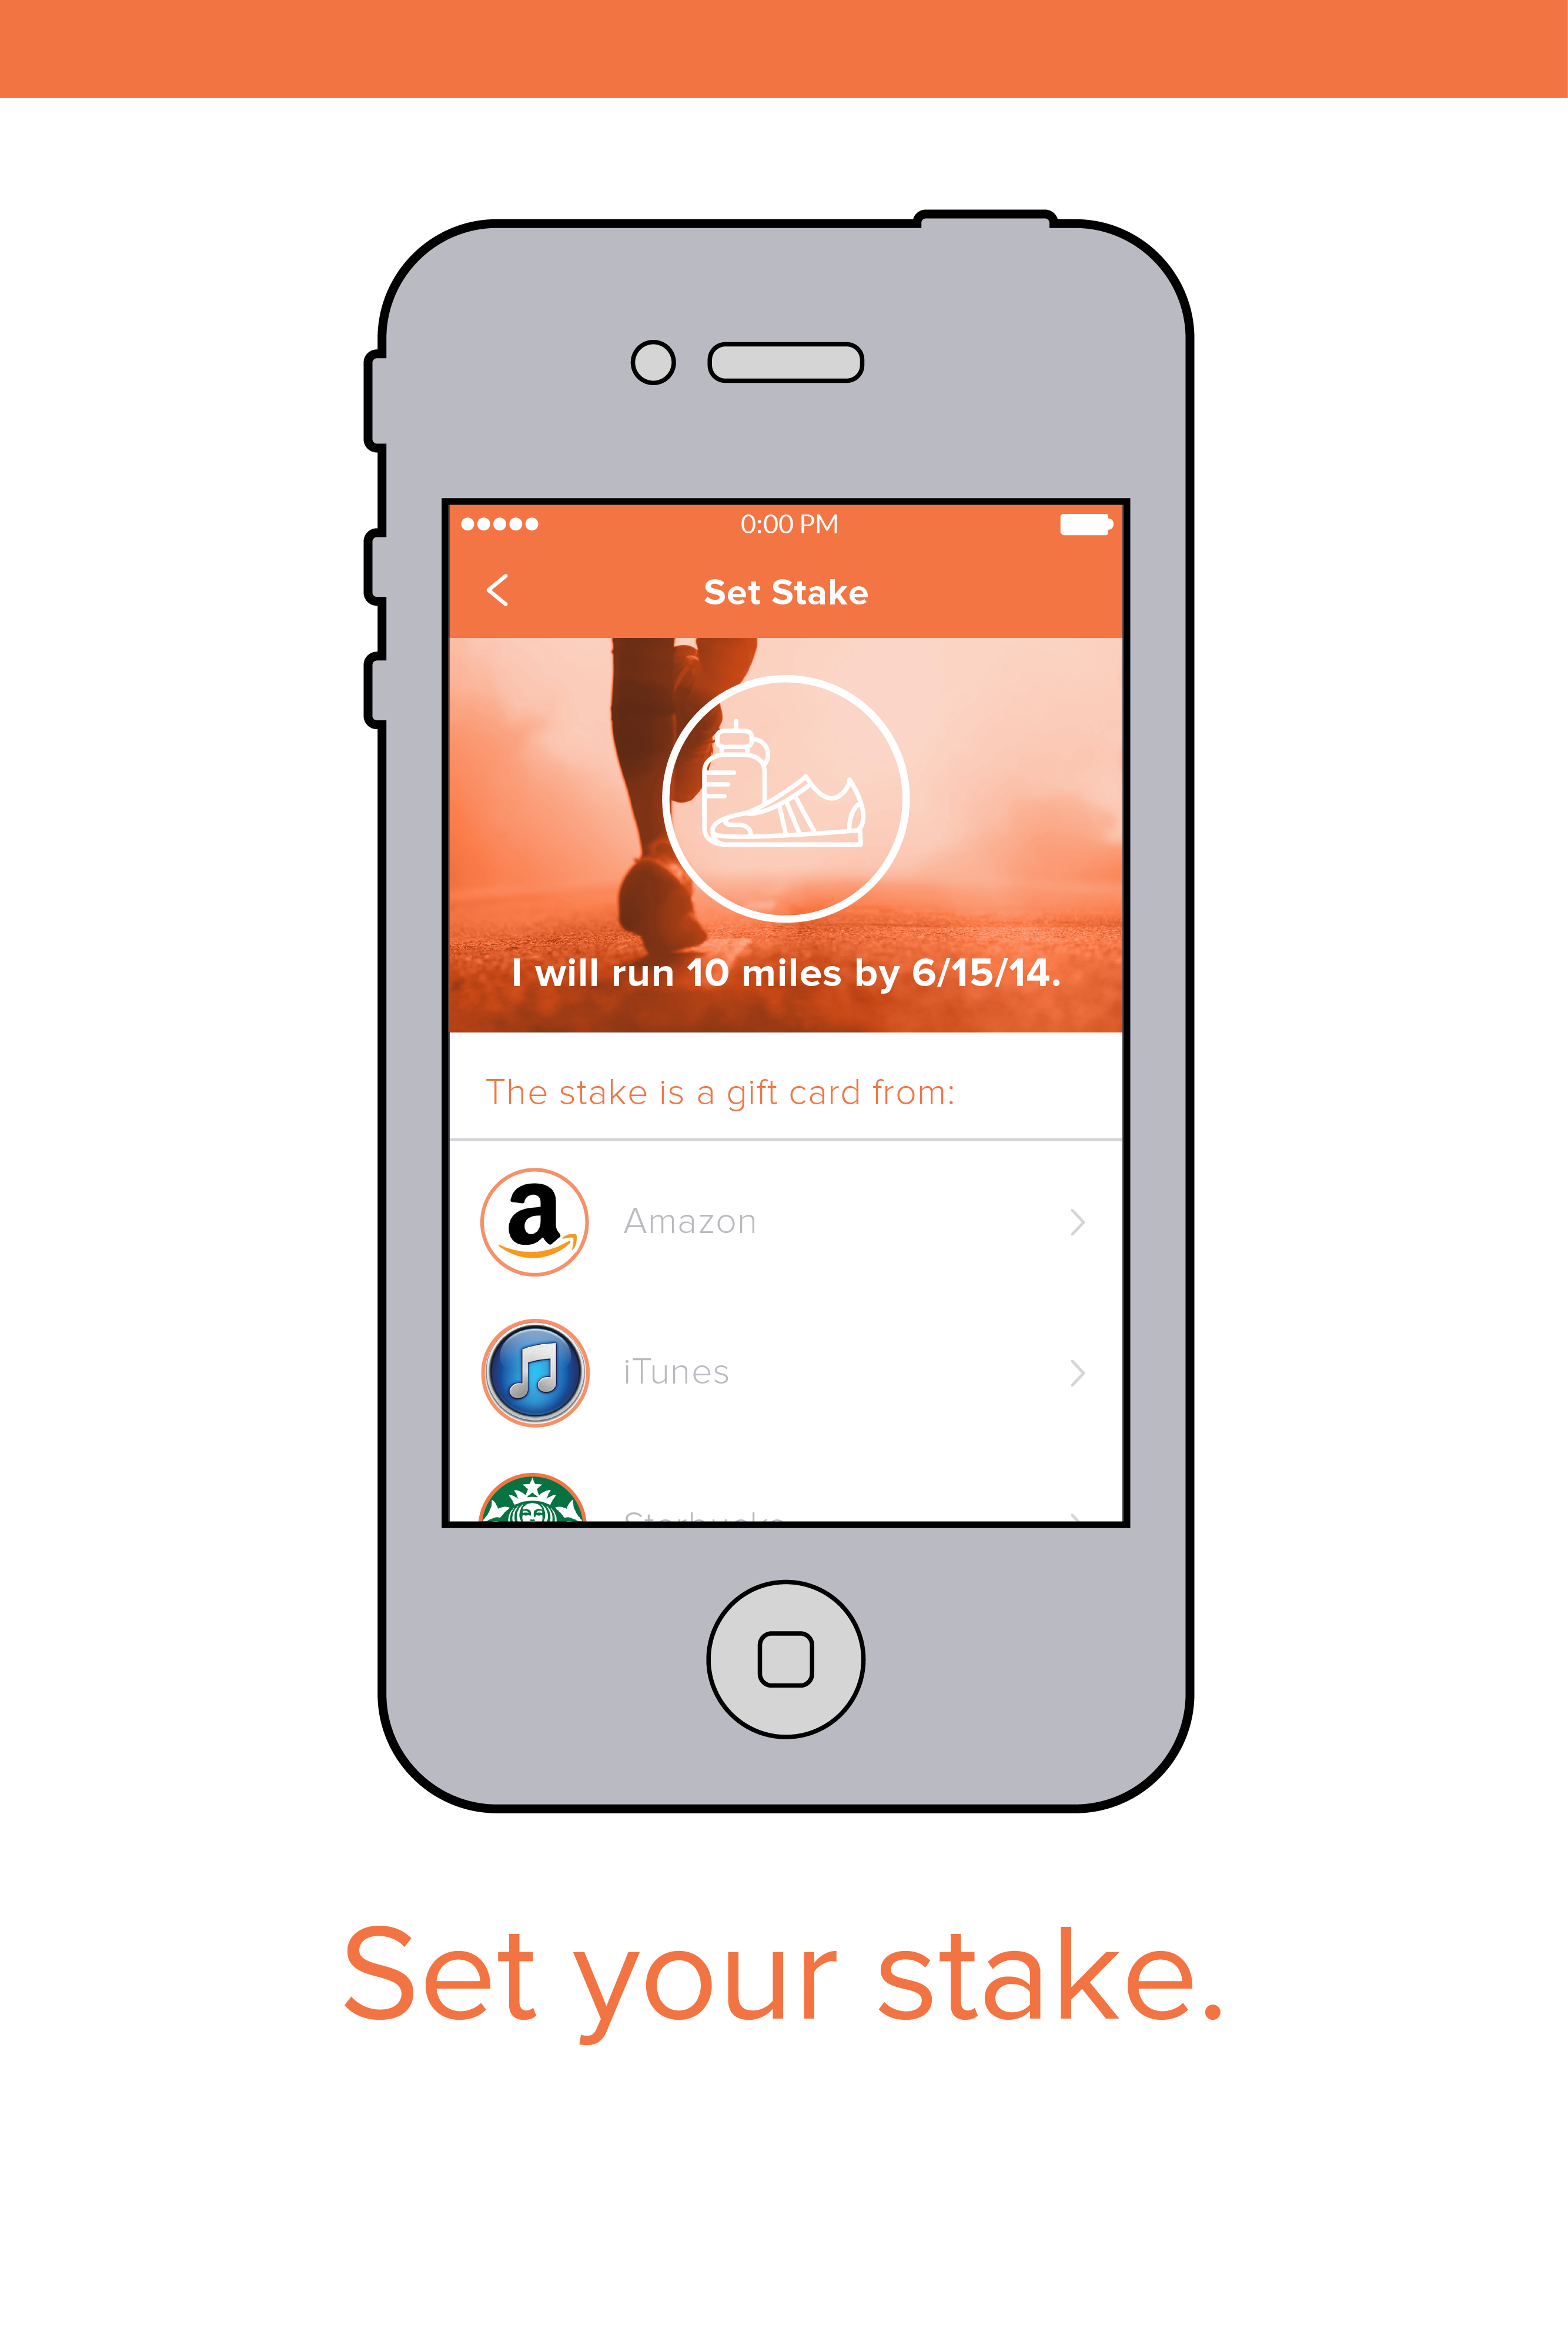 0:00 PM
Set Stake
I will run 10 miles by 6/15/14.
The stake is a gift card from:
a
Amazon
iTunes
Starbucks
Set your stake.